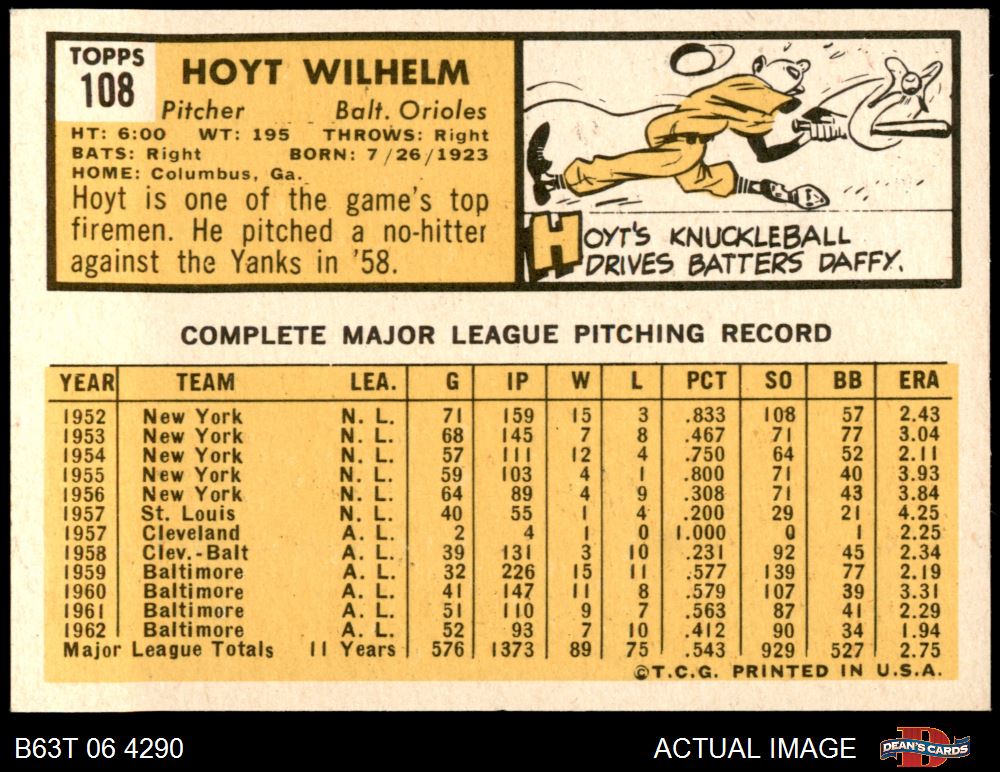 TOPPS
108
HOYT WILHELM
Pitcher Balt. Orioles
HT: 6:00 WT: 195 THROWS: Right
BATS: Right BORN: 7/26/1923
HOME: Columbus, Ga.
Hoyt is one of the game's top
firemen. He pitched a no-hitter
against the Yanks in '58.
HOYT'S KNUCKLEBALL
DRIVES BATTERS DAFFY.
COMPLETE MAJOR LEAGUE PITCHING RECORD
YEAR TEAM LEA. G IP W L PCT SO BB ERA
1952 New York N. L. 71 159 15 3 .833 108 57 2.43
1953 New York N. L. 68 145 7 8 .467 71 77 3.04
1954 New York N. L. 57 111 12 4 .750 64 52 2.11
1955 New York N. L. 59 103 4 1 .800 71 40 3.93
1956 New York N. L. 64 89 4 9 .308 71 43 3.84
1957 St. Louis N. L. 40 55 1 4 .200 29 21 4.25
1957 Cleveland A. L. 2 4 1 0 1.000 0 1 2.25
1958 Clev.-Balt A. L. 39 131 3 10 .231 92 45 2.34
1959 Baltimore A. L. 32 226 15 11 .577 139 77 2.19
1960 Baltimore A. L. 41 147 11 8 .579 107 39 3.31
1961 Baltimore A. L. 51 110 9 7 .563 87 41 2.29
1962 Baltimore A. L. 52 93 7 10 .412 90 34 1.94
Major League Totals 11 Years 576 1373 89 75 .543 929 527 2.75
©T.C.G. PRINTED IN U.S.A.
B63T 06 4290 ACTUAL IMAGE DEAN'S CARDS